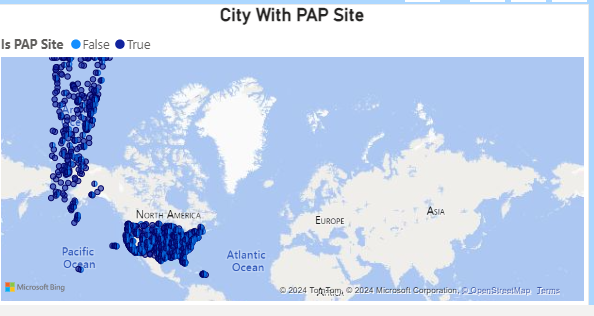 City With PAP Site
Is PAP Site False True
NORTH AMERICA
EUROPE
ASIA
Pacific
Ocean
Atlantic
Ocean
AFRICA
Microsoft Bing
© 2024 TomTom, © 2024 Microsoft Corporation, © OpenStreetMap Terms